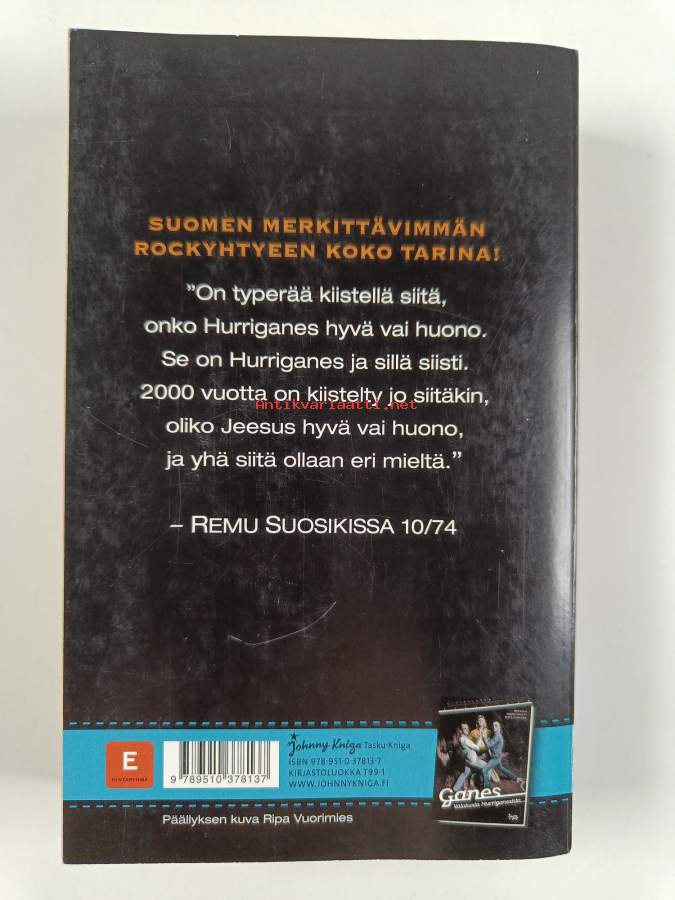 SUOMEN MERKITTÄVIMMÄN
ROCKYHTYEEN KOKO TARINA!
”On typerää kiistellä siitä,
onko Hurriganes hyvä vai huono.
Se on Hurriganes ja sillä siisti.
2000 vuotta on kiistelty jo siitäkin,
Antikvariaatti.net
oliko Jeesus hyvä vai huono,
ja yhä siitä ollaan eri mieltä.”
– REMU SUOSIKISSA 10/74
E
HINTARYHMÄ
9 789510 378137
Johnny Kniga Tasku-Kniga
ISBN 978-951-0-37813-7
KIRJASTOLUOKKA T99.1
WWW.JOHNNYKNIGA.FI
Ganes
Päällyksen kuva Ripa Vuorimies